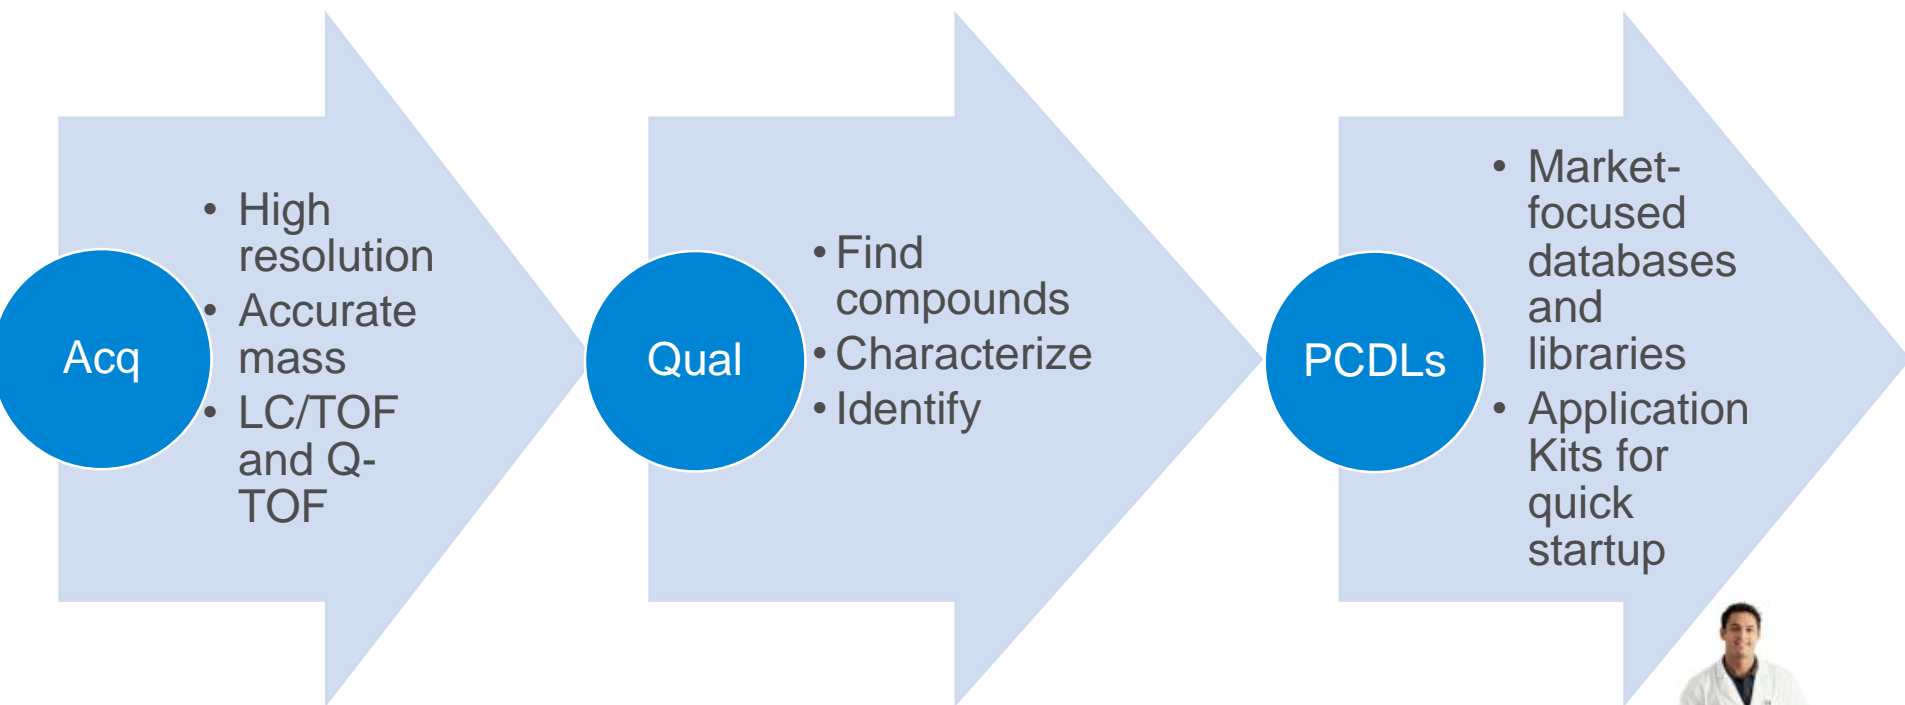 Acq
• High
resolution
• Accurate
mass
• LC/TOF
and Q-
TOF
Qual
• Find
compounds
• Characterize
• Identify
PCDLs
• Market-
focused
databases
and
libraries
• Application
Kits for
quick
startup